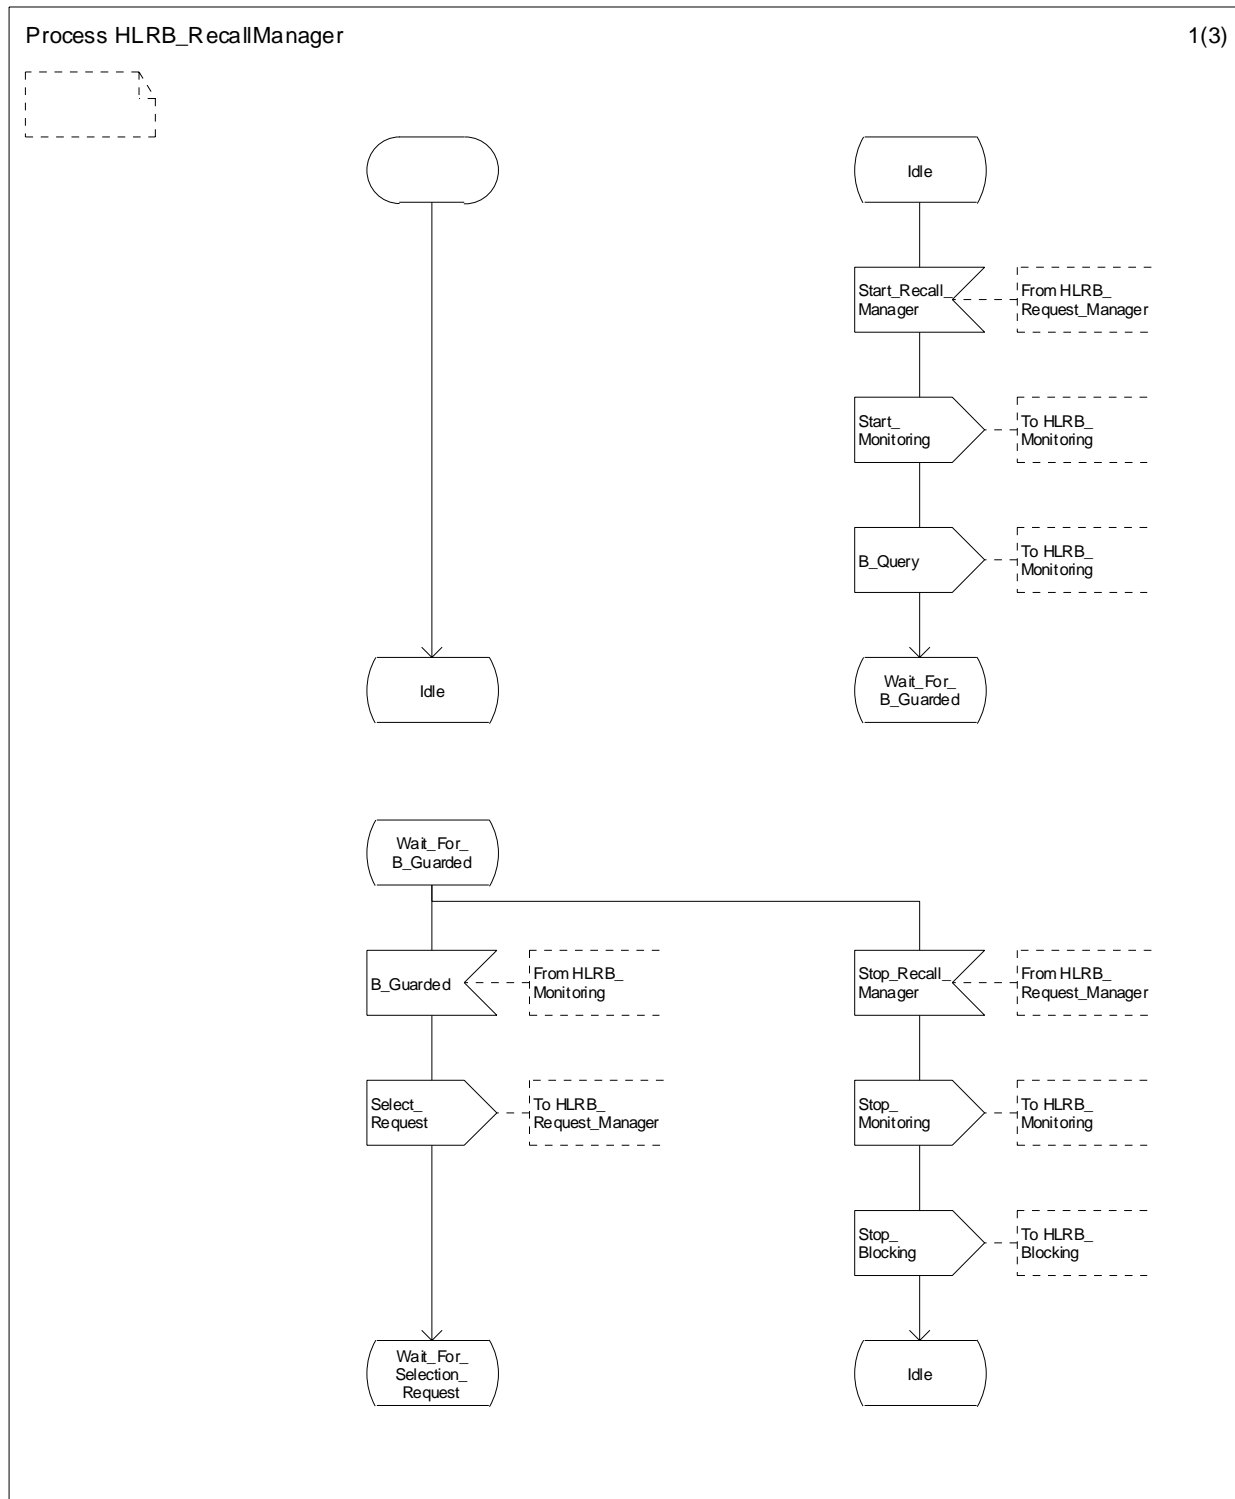 Process HLRB_RecallManager
1(3)
Idle
Start_Recall_
Manager
From HLRB_
Request_Manager
Start_
Monitoring
To HLRB_
Monitoring
B_Query
To HLRB_
Monitoring
Idle
Wait_For_
B_Guarded
Wait_For_
B_Guarded
B_Guarded
From HLRB_
Monitoring
Stop_Recall_
Manager
From HLRB_
Request_Manager
Select_
Request
To HLRB_
Request_Manager
Stop_
Monitoring
To HLRB_
Monitoring
Stop_
Blocking
To HLRB_
Blocking
Wait_For_
Selection_
Request
Idle